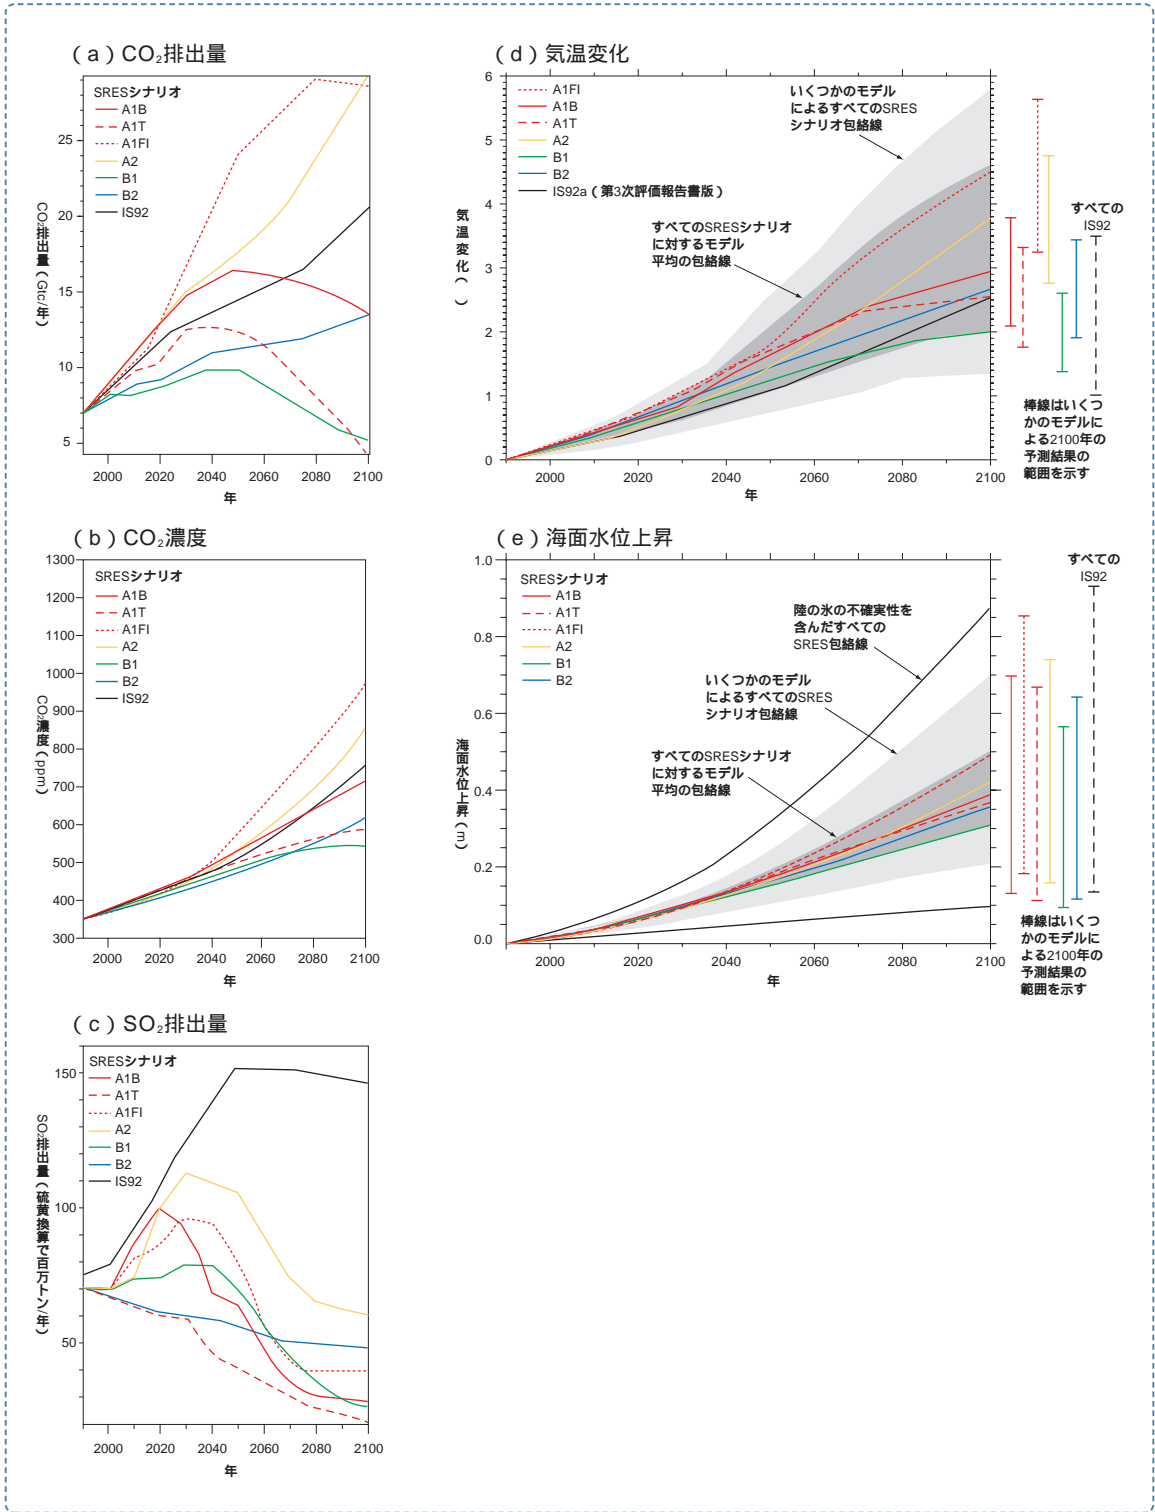 (a)CO₂排出量
SRESシナリオ
A1B
A1T
A1FI
A2
B1
B2
IS92
CO₂排出量(Gtc/年)
25
20
15
10
5
2000 2020 2040 2060 2080 2100
年
(b)CO₂濃度
SRESシナリオ
A1B
A1T
A1FI
A2
B1
B2
IS92
CO₂濃度(ppm)
1300
1200
1100
1000
900
800
700
600
500
400
300
2000 2020 2040 2060 2080 2100
年
(c)SO₂排出量
SRESシナリオ
A1B
A1T
A1FI
A2
B1
B2
IS92
SO₂排出量(硫黄換算で百万トン/年)
150
100
50
2000 2020 2040 2060 2080 2100
年
(d)気温変化
A1FI
A1B
A1T
A2
B1
B2
IS92a(第3次評価報告書版)
いくつかのモデル
によるすべてのSRES
シナリオ包絡線
すべてのSRESシナリオ
に対するモデル
平均の包絡線
気温変化( )
6
5
4
3
2
1
0
2000 2020 2040 2060 2080 2100
年
すべての
IS92
棒線はいくつ
かのモデルに
よる2100年の
予測結果の
範囲を示す
(e)海面水位上昇
SRESシナリオ
A1B
A1T
A1FI
A2
B1
B2
陸の氷の不確実性を
含んだすべての
SRES包絡線
いくつかのモデル
によるすべてのSRES
シナリオ包絡線
すべてのSRESシナリオ
に対するモデル
平均の包絡線
海面水位上昇(m)
1.0
0.8
0.6
0.4
0.2
0.0
2000 2020 2040 2060 2080 2100
年
すべての
IS92
棒線はいくつ
かのモデルに
よる2100年の
予測結果の
範囲を示す